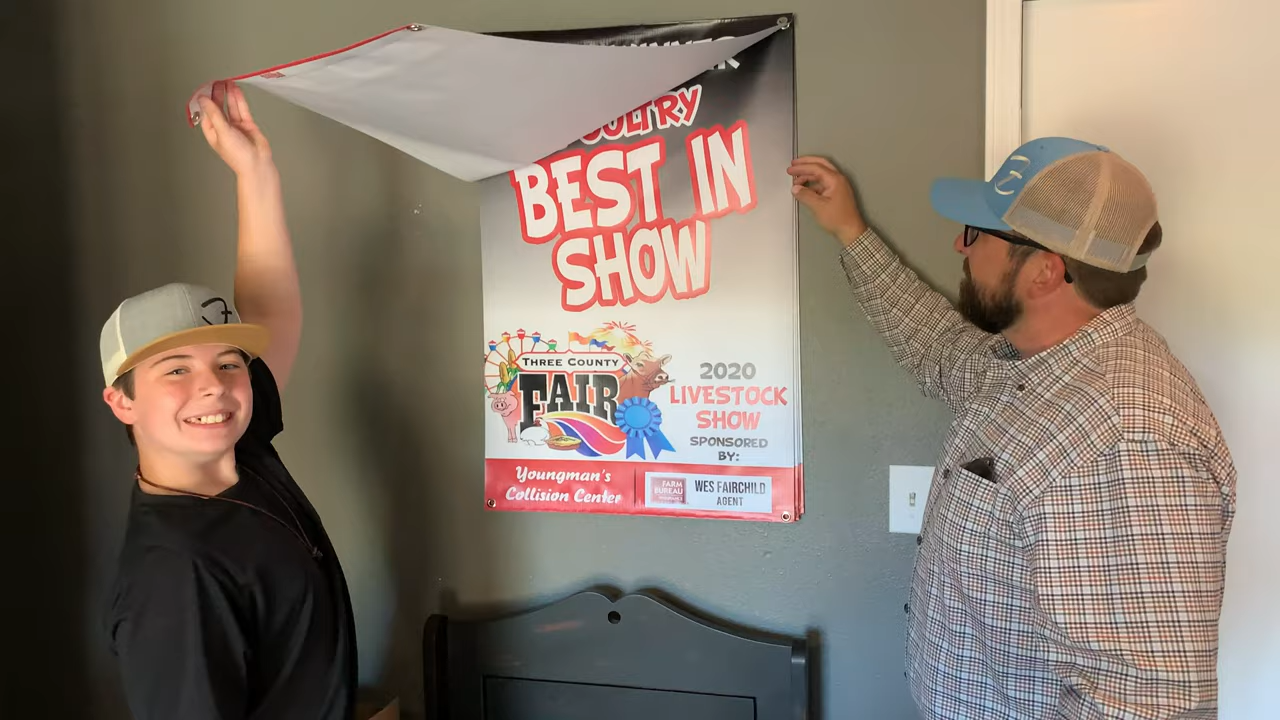 POULTRY
BEST IN
SHOW
THREE COUNTY
FAIR
2020
LIVESTOCK
SHOW
SPONSORED
BY:
Youngman's
Collision Center
FARM
BUREAU
WES FAIRCHILD
AGENT